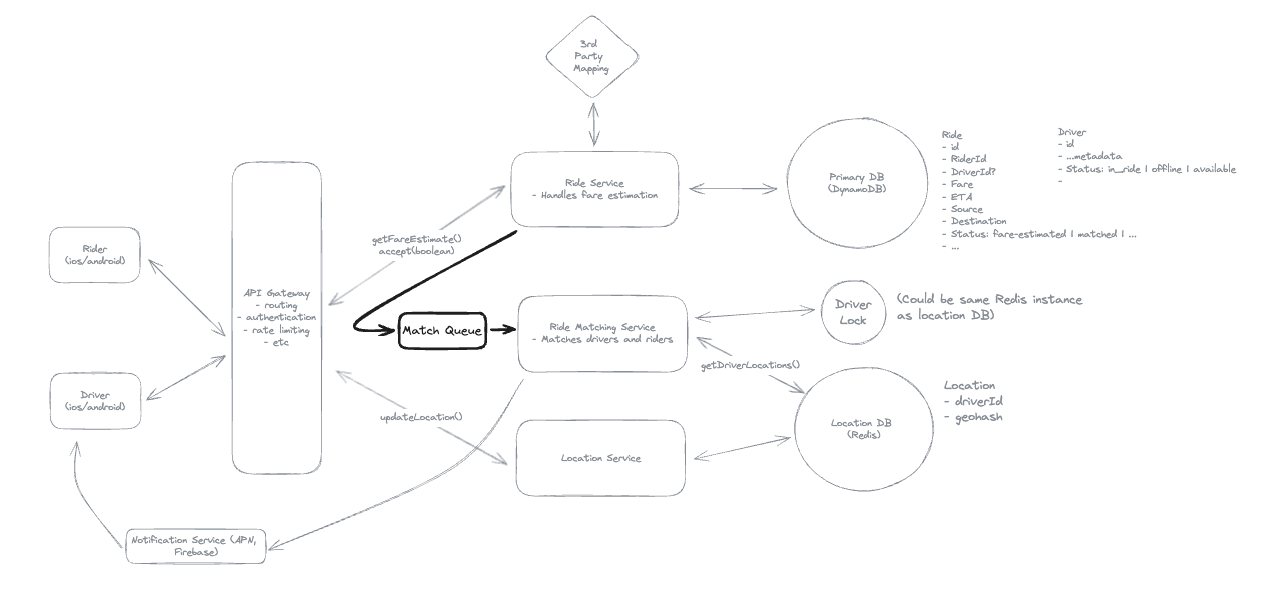 3rd
Party
Mapping
Ride Service
- Handles fare estimation
Primary DB
(DynamoDB)
Ride
- id
- RiderId
- DriverId?
- Fare
- ETA
- Source
- Destination
- Status: fare-estimated | matched | ...
- ...
Driver
- id
- ...metadata
- Status: in_ride | offline | available
-
Rider
(ios/android)
getFareEstimate()
accept(boolean)
API Gateway
- routing
- authentication
- rate limiting
- etc
Match Queue
Ride Matching Service
- Matches drivers and riders
Driver
Lock
(Could be same Redis instance
as location DB)
getDriverLocations()
Driver
(ios/android)
updateLocation()
Location Service
Location DB
(Redis)
Location
- driverId
- geohash
Notification Service (APN,
Firebase)